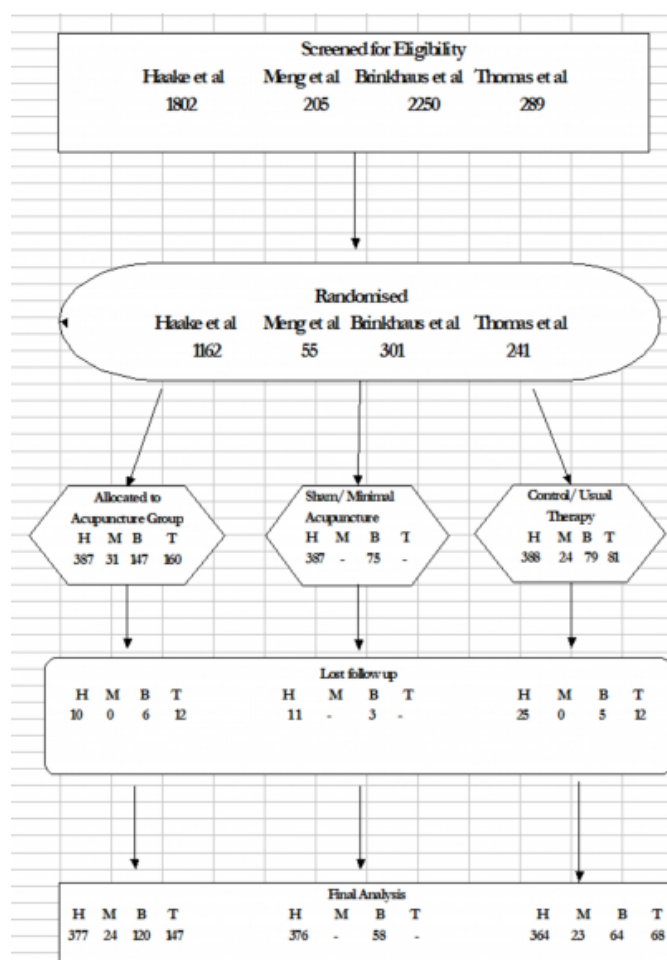 Screened for Eligibility
Haake et al Meng et al Brinkhaus et al Thomas et al
1802 205 2250 289
Randomised
Haake et al Meng et al Brinkhaus et al Thomas et al
1162 55 301 241
Allocated to
Acupuncture Group
H M B T
387 31 147 160
Sham/ Minimal
Acupuncture
H M B T
387 - 75 -
Control/ Usual
Therapy
H M B T
388 24 79 81
Lost follow up
H M B T H M B T H M B T
10 0 6 12 11 - 3 - 25 0 5 12
Final Analysis
H M B T H M B T H M B T
377 24 120 147 376 - 58 - 364 23 64 68